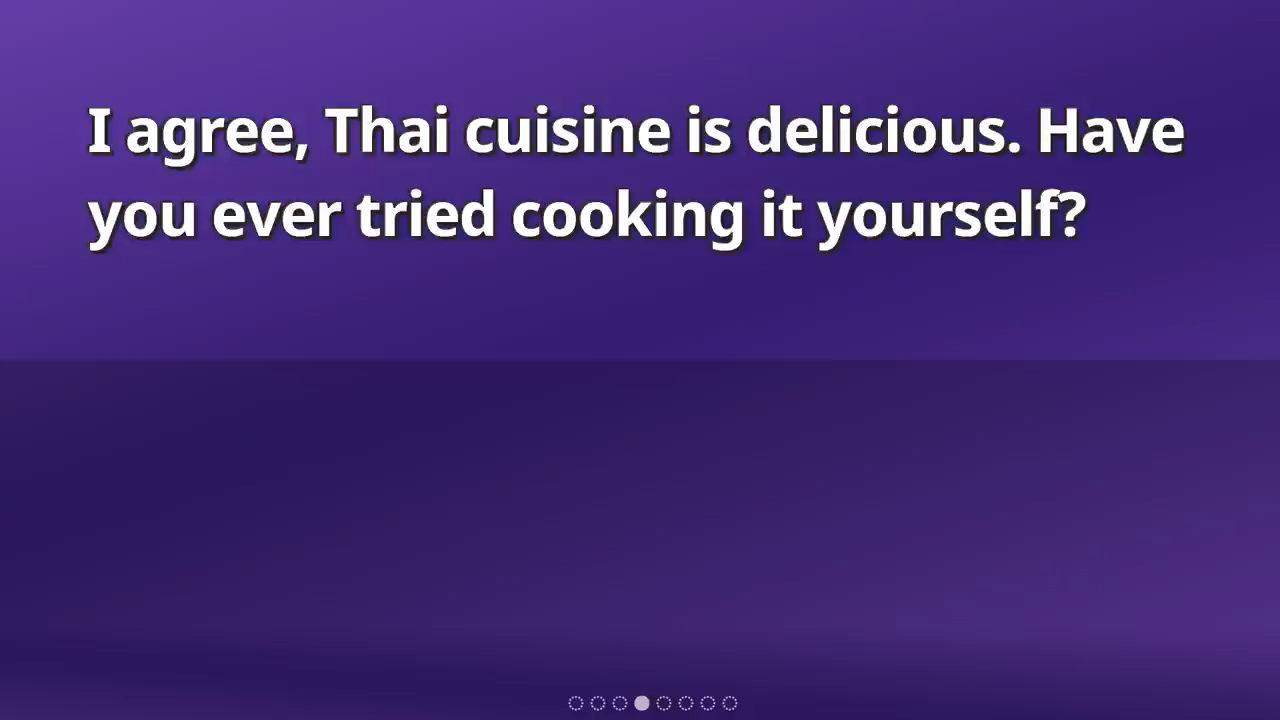 I agree, Thai cuisine is delicious. Have
you ever tried cooking it yourself?